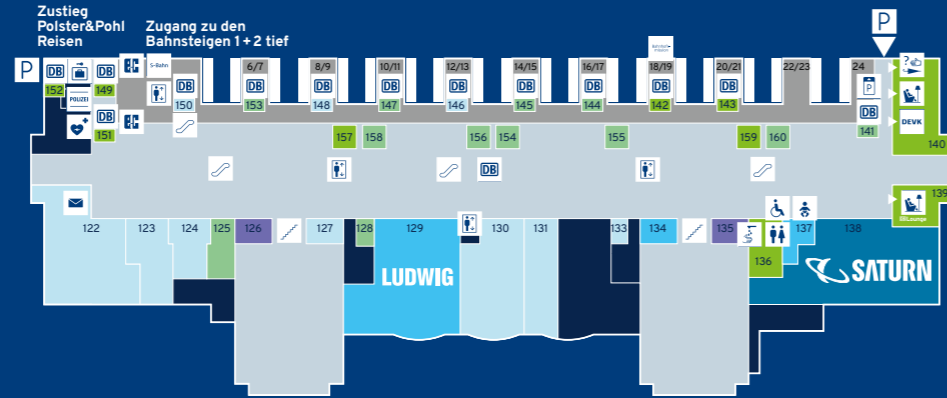 Zustieg
Polster&Pohl
Reisen
Zugang zu den
Bahnsteigen 1 + 2 tief
P
P
DB
DB
S-Bahn
6/7
8/9
10/11
12/13
14/15
16/17
18/19
20/21
22/23
24
?
152
POLIZEI
149
DB
150
DB
153
DB
148
DB
147
DB
146
DB
145
DB
144
DB
142
DB
143
P
DB
141
DEVK
140
DB
151
157
158
156
154
155
159
160
DB
139
DB Lounge
122
123
124
125
126
127
128
129
130
131
133
134
135
136
137
138
LUDWIG
SATURN